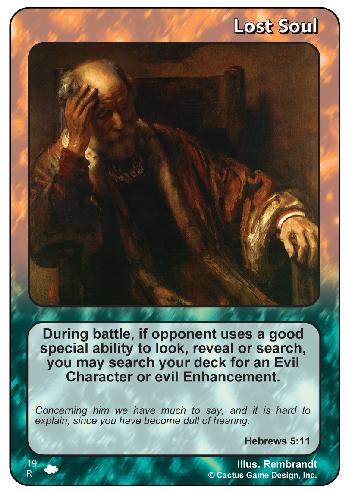 Lost Soul
During battle, if opponent uses a good
special ability to look, reveal or search,
you may search your deck for an Evil
Character or evil Enhancement.
Concerning him we have much to say, and it is hard to
explain, since you have become dull of hearing.
Hebrews 5:11
19
R
Illus. Rembrandt
© Cactus Game Design, Inc.